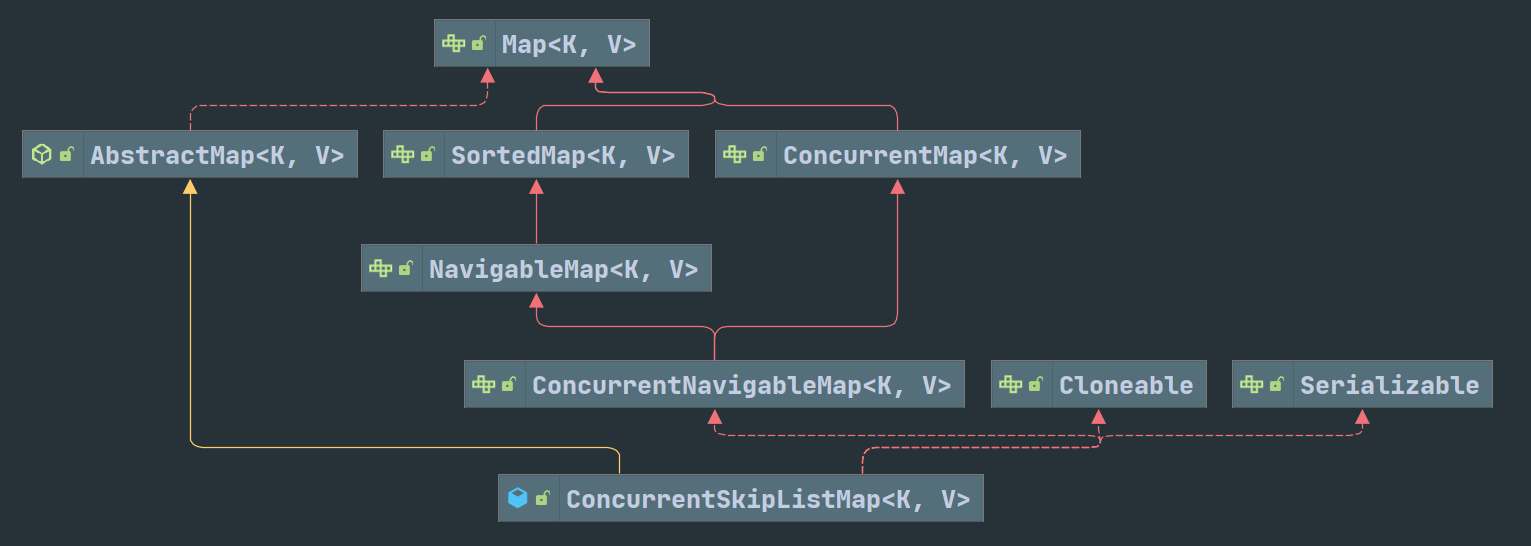 Map<K, V>
AbstractMap<K, V>
SortedMap<K, V>
ConcurrentMap<K, V>
NavigableMap<K, V>
ConcurrentNavigableMap<K, V>
Cloneable
Serializable
ConcurrentSkipListMap<K, V>